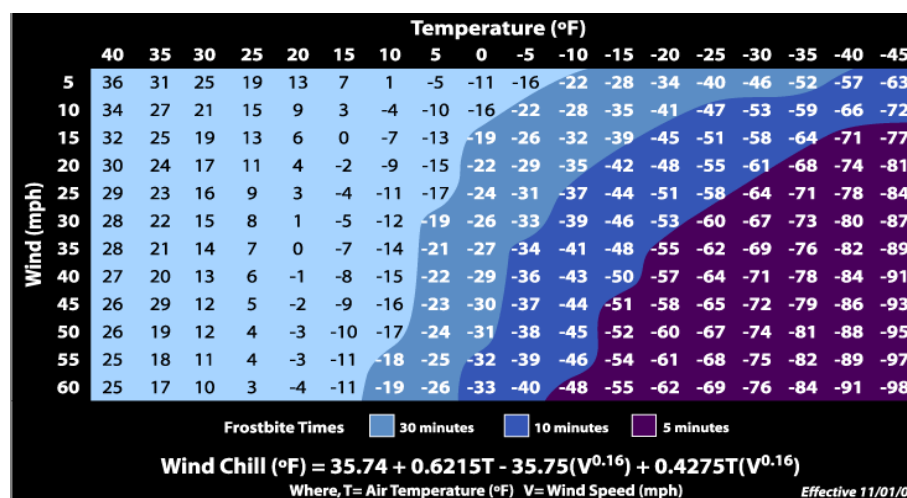 Temperature (ºF)
40 35 30 25 20 15 10 5 0 -5 -10 -15 -20 -25 -30 -35 -40 -45
Wind (mph)
5 36 31 25 19 13 7 1 -5 -11 -16 -22 -28 -34 -40 -46 -52 -57 -63
10 34 27 21 15 9 3 -4 -10 -16 -22 -28 -35 -41 -47 -53 -59 -66 -72
15 32 25 19 13 6 0 -7 -13 -19 -26 -32 -39 -45 -51 -58 -64 -71 -77
20 30 24 17 11 4 -2 -9 -15 -22 -29 -35 -42 -48 -55 -61 -68 -74 -81
25 29 23 16 9 3 -4 -11 -17 -24 -31 -37 -44 -51 -58 -64 -71 -78 -84
30 28 22 15 8 1 -5 -12 -19 -26 -33 -39 -46 -53 -60 -67 -73 -80 -87
35 28 21 14 7 0 -7 -14 -21 -27 -34 -41 -48 -55 -62 -69 -76 -82 -89
40 27 20 13 6 -1 -8 -15 -22 -29 -36 -43 -50 -57 -64 -71 -78 -84 -91
45 26 29 12 5 -2 -9 -16 -23 -30 -37 -44 -51 -58 -65 -72 -79 -86 -93
50 26 19 12 4 -3 -10 -17 -24 -31 -38 -45 -52 -60 -67 -74 -81 -88 -95
55 25 18 11 4 -3 -11 -18 -25 -32 -39 -46 -54 -61 -68 -75 -82 -89 -97
60 25 17 10 3 -4 -11 -19 -26 -33 -40 -48 -55 -62 -69 -76 -84 -91 -98
Frostbite Times 30 minutes 10 minutes 5 minutes
Wind Chill (ºF) = 35.74 + 0.6215T - 35.75(V^0.16) + 0.4275T(V^0.16)
Where, T= Air Temperature (ºF) V= Wind Speed (mph)
Effective 11/01/0